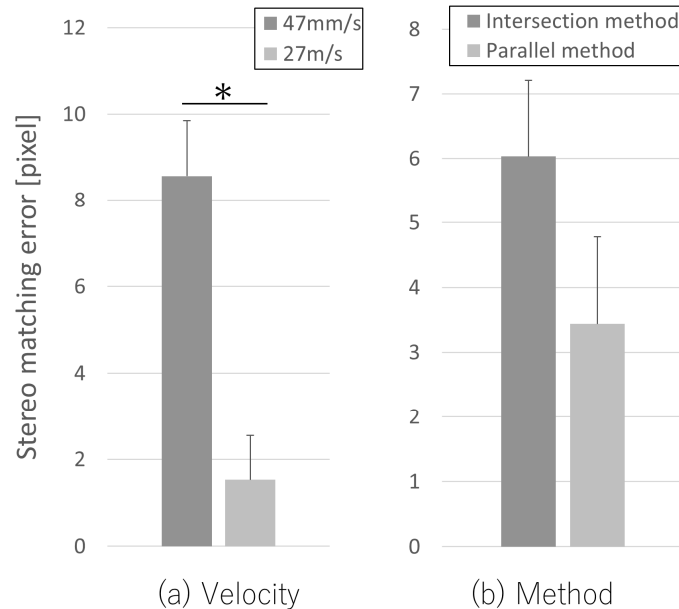 47mm/s
27m/s
*
Stereo matching error [pixel]
12
10
8
6
4
2
0
(a) Velocity
Intersection method
Parallel method
8
7
6
5
4
3
2
1
0
(b) Method